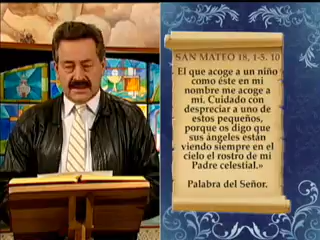 SAN MATEO 18, 1-5. 10
El que acoge a un niño
como éste en mi
nombre me acoge a
mí. Cuidado con
despreciar a uno de
estos pequeños,
porque os digo que
sus ángeles están
viendo siempre en el
cielo el rostro de mi
Padre celestial.»
Palabra del Señor.